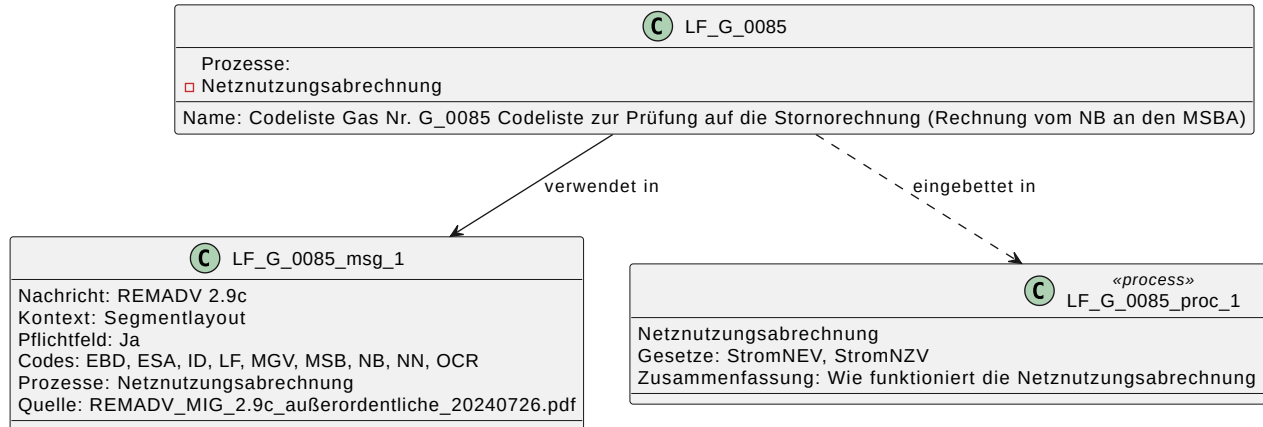 C LF_G_0085
Prozesse:
Netznutzungsabrechnung
Name: Codeliste Gas Nr. G_0085 Codeliste zur Prüfung auf die Stornorechnung (Rechnung vom NB an den MSBA)
verwendet in
eingebettet in
C LF_G_0085_msg_1
Nachricht: REMADV 2.9c
Kontext: Segmentlayout
Pflichtfeld: Ja
Codes: EBD, ESA, ID, LF, MGV, MSB, NB, NN, OCR
Prozesse: Netznutzungsabrechnung
Quelle: REMADV_MIG_2.9c_außerordentliche_20240726.pdf
«process»
C LF_G_0085_proc_1
Netznutzungsabrechnung
Gesetze: StromNEV, StromNZV
Zusammenfassung: Wie funktioniert die Netznutzungsabrechnung